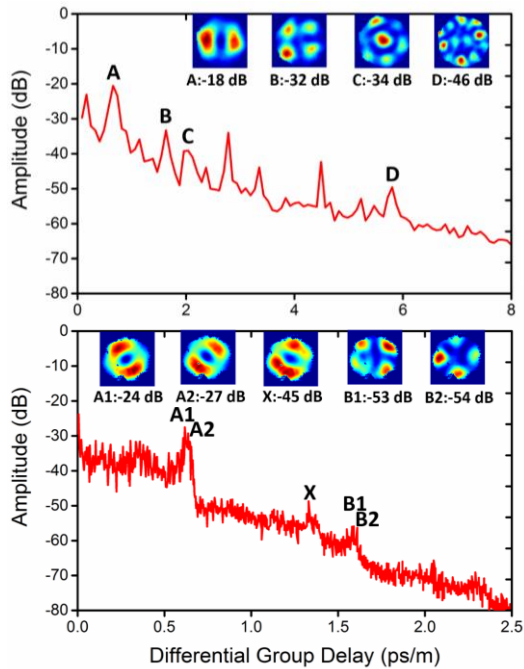 0
-10
-20
-30
-40
-50
-60
-70
-80
Amplitude (dB)
A:-18 dB B:-32 dB C:-34 dB D:-46 dB
A
B
C
D
0 2 4 6 8
0
-10
-20
-30
-40
-50
-60
-70
-80
Amplitude (dB)
A1:-24 dB A2:-27 dB X:-45 dB B1:-53 dB B2:-54 dB
A1
A2
X
B1
B2
0.0 0.5 1.0 1.5 2.0 2.5
Differential Group Delay (ps/m)